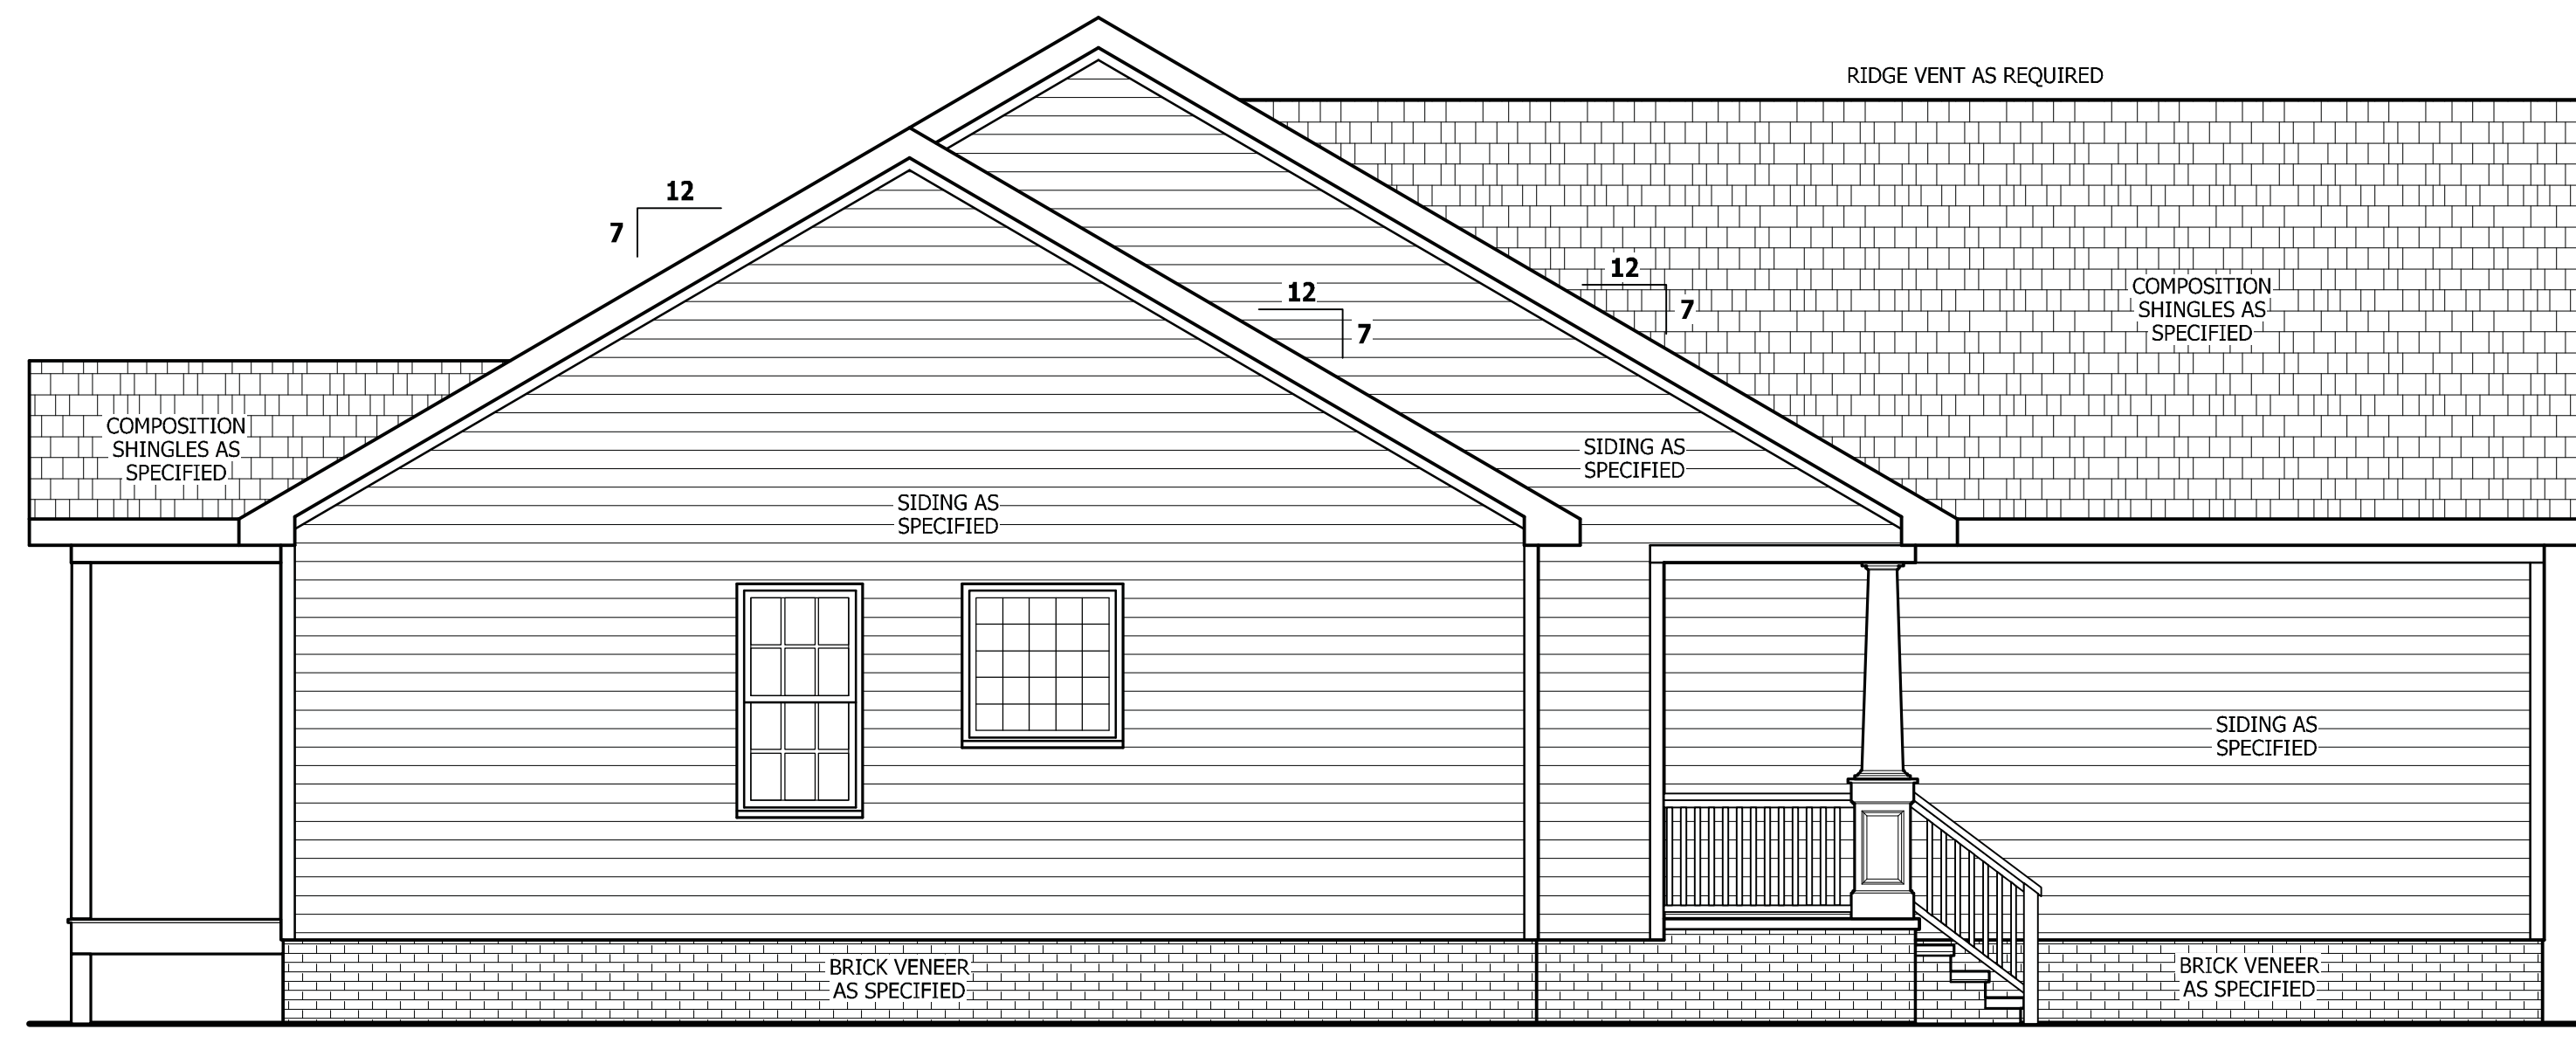 RIDGE VENT AS REQUIRED
12
7
12
7
12
7
COMPOSITION
SHINGLES AS
SPECIFIED
COMPOSITION
SHINGLES AS
SPECIFIED
SIDING AS
SPECIFIED
SIDING AS
SPECIFIED
SIDING AS
SPECIFIED
BRICK VENEER
AS SPECIFIED
BRICK VENEER
AS SPECIFIED